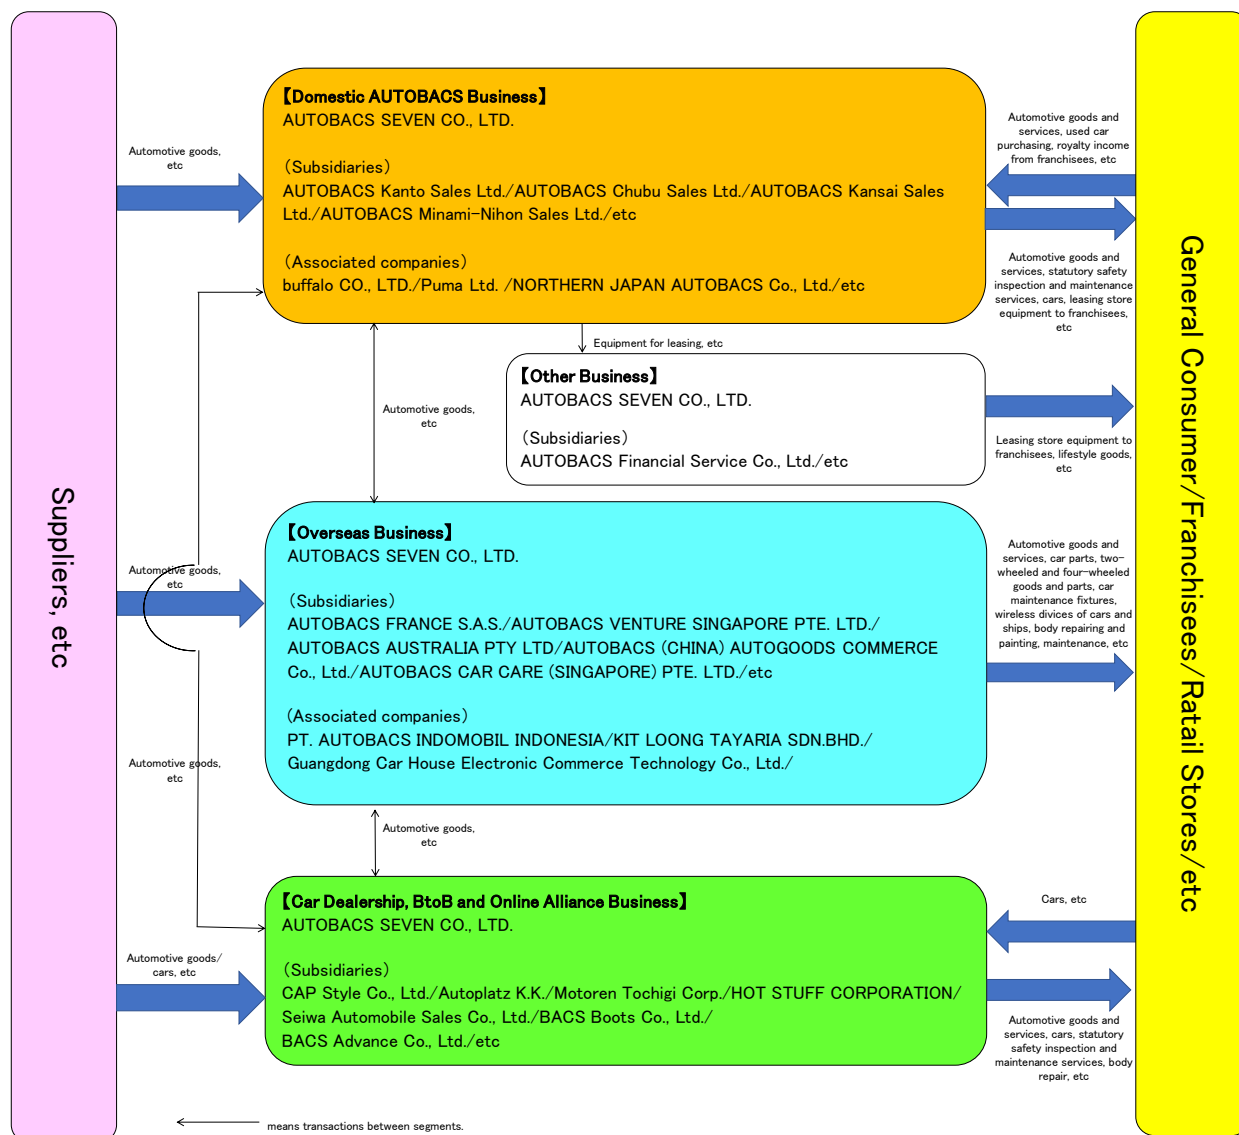 Suppliers, etc
Automotive goods,
etc
【Domestic AUTOBACS Business】
AUTOBACS SEVEN CO., LTD.
(Subsidiaries)
AUTOBACS Kanto Sales Ltd./AUTOBACS Chubu Sales Ltd./AUTOBACS Kansai Sales
Ltd./AUTOBACS Minami-Nihon Sales Ltd./etc
(Associated companies)
buffalo CO., LTD./Puma Ltd. /NORTHERN JAPAN AUTOBACS Co., Ltd./etc
Automotive goods and
services, used car
purchasing, royalty income
from franchisees, etc
Automotive goods and
services, statutory safety
inspection and maintenance
services, cars, leasing store
equipment to franchisees,
etc
General Consumer/Franchisees/Ratail Stores/etc
Equipment for leasing, etc
Automotive goods,
etc
【Other Business】
AUTOBACS SEVEN CO., LTD.
(Subsidiaries)
AUTOBACS Financial Service Co., Ltd./etc
Leasing store equipment to
franchisees, lifestyle goods,
etc
Automotive goods,
etc
【Overseas Business】
AUTOBACS SEVEN CO., LTD.
(Subsidiaries)
AUTOBACS FRANCE S.A.S./AUTOBACS VENTURE SINGAPORE PTE. LTD./
AUTOBACS AUSTRALIA PTY LTD/AUTOBACS (CHINA) AUTOGOODS COMMERCE
Co., Ltd./AUTOBACS CAR CARE (SINGAPORE) PTE. LTD./etc
(Associated companies)
PT. AUTOBACS INDOMOBIL INDONESIA/KIT LOONG TAYARIA SDN.BHD./
Guangdong Car House Electronic Commerce Technology Co., Ltd./
Automotive goods and
services, car parts, two-
wheeled and four-wheeled
goods and parts, car
maintenance fixtures,
wireless divices of cars and
ships, body repairing and
painting, maintenance, etc
Automotive goods,
etc
Automotive goods,
etc
Automotive goods/
cars, etc
【Car Dealership, BtoB and Online Alliance Business】
AUTOBACS SEVEN CO., LTD.
(Subsidiaries)
CAP Style Co., Ltd./Autoplatz K.K./Motoren Tochigi Corp./HOT STUFF CORPORATION/
Seiwa Automobile Sales Co., Ltd./BACS Boots Co., Ltd./
BACS Advance Co., Ltd./etc
Cars, etc
Automotive goods and
services, cars, statutory
safety inspection and
maintenance services, body
repair, etc
means transactions between segments.